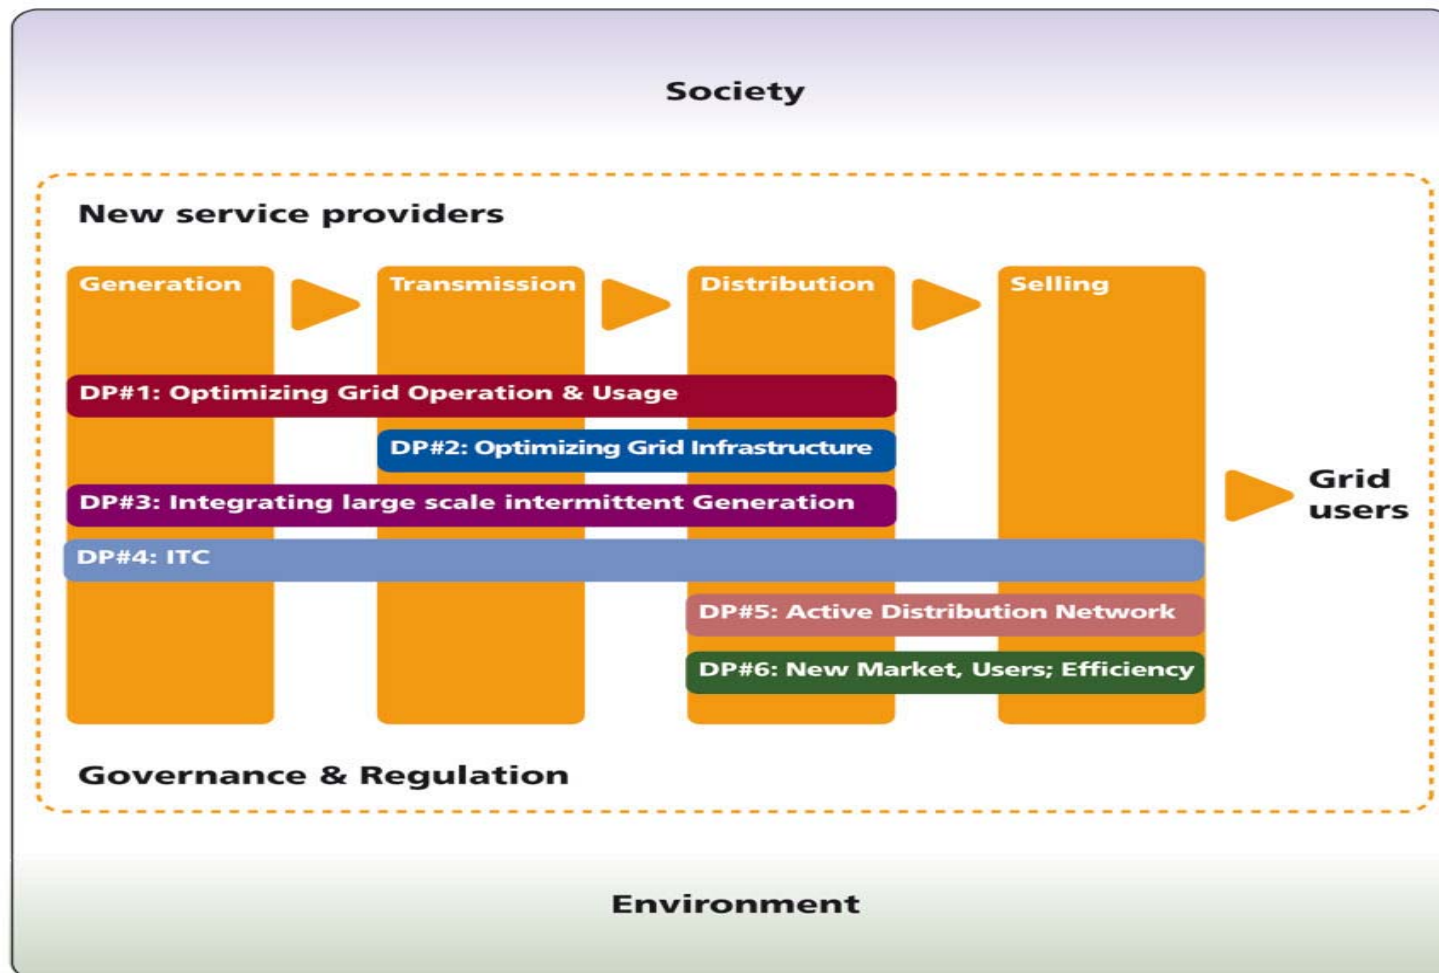 Society
New service providers
Generation
Transmission
Distribution
Selling
DP#1: Optimizing Grid Operation & Usage
DP#2: Optimizing Grid Infrastructure
DP#3: Integrating large scale intermittent Generation
DP#4: ITC
DP#5: Active Distribution Network
DP#6: New Market, Users; Efficiency
Grid
users
Governance & Regulation
Environment